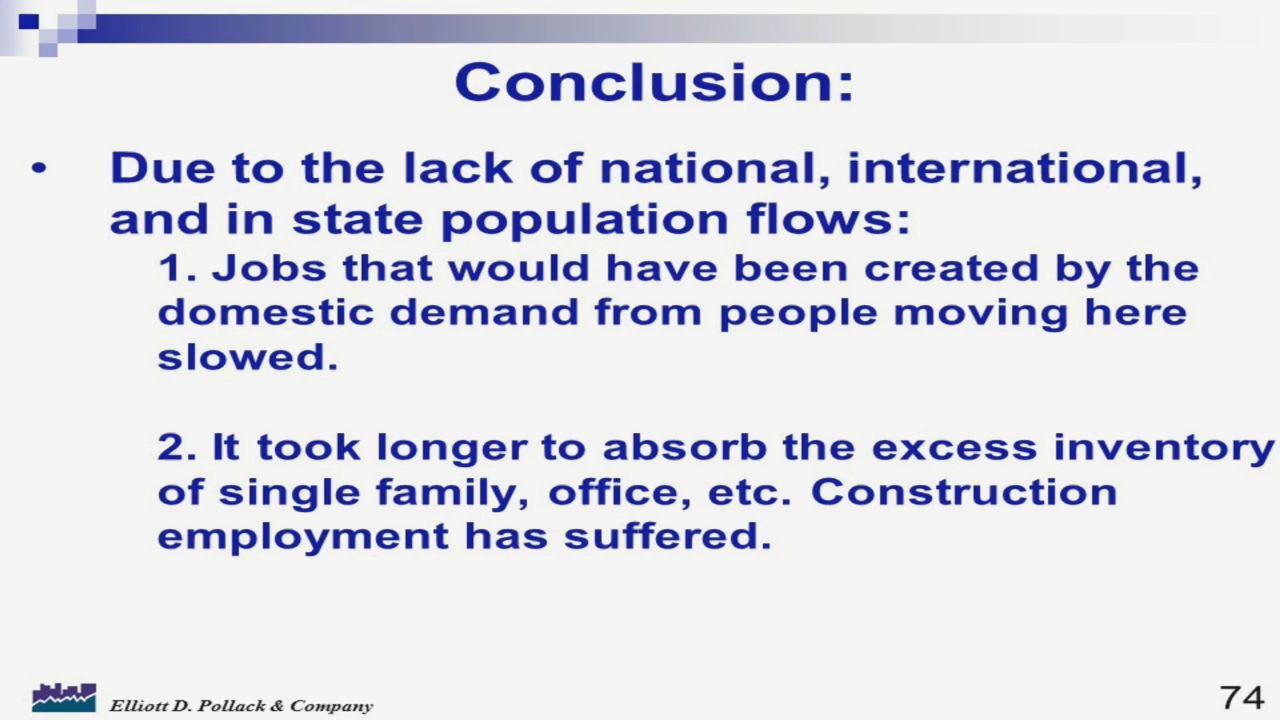 Conclusion:
• Due to the lack of national, international,
and in state population flows:
1. Jobs that would have been created by the
domestic demand from people moving here
slowed.
2. It took longer to absorb the excess inventory
of single family, office, etc. Construction
employment has suffered.
Elliott D. Pollack & Company
74